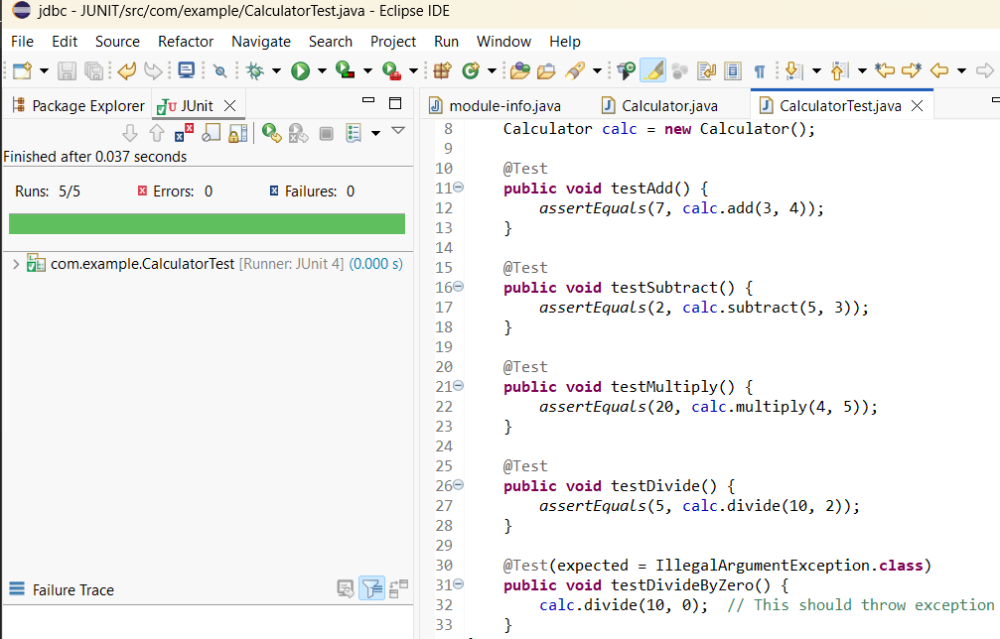 jdbc - JUNIT/src/com/example/CalculatorTest.java - Eclipse IDE
File Edit Source Refactor Navigate Search Project Run Window Help
Package Explorer JUnit
module-info.java Calculator.java CalculatorTest.java
Finished after 0.037 seconds
Runs: 5/5 Errors: 0 Failures: 0
com.example.CalculatorTest [Runner: JUnit 4] (0.000 s)
Failure Trace
8 Calculator calc = new Calculator();
9
10 @Test
11 public void testAdd() {
12 assertEquals(7, calc.add(3, 4));
13 }
14
15 @Test
16 public void testSubtract() {
17 assertEquals(2, calc.subtract(5, 3));
18 }
19
20 @Test
21 public void testMultiply() {
22 assertEquals(20, calc.multiply(4, 5));
23 }
24
25 @Test
26 public void testDivide() {
27 assertEquals(5, calc.divide(10, 2));
28 }
29
30 @Test(expected = IllegalArgumentException.class)
31 public void testDivideByZero() {
32 calc.divide(10, 0); // This should throw exception
33 }